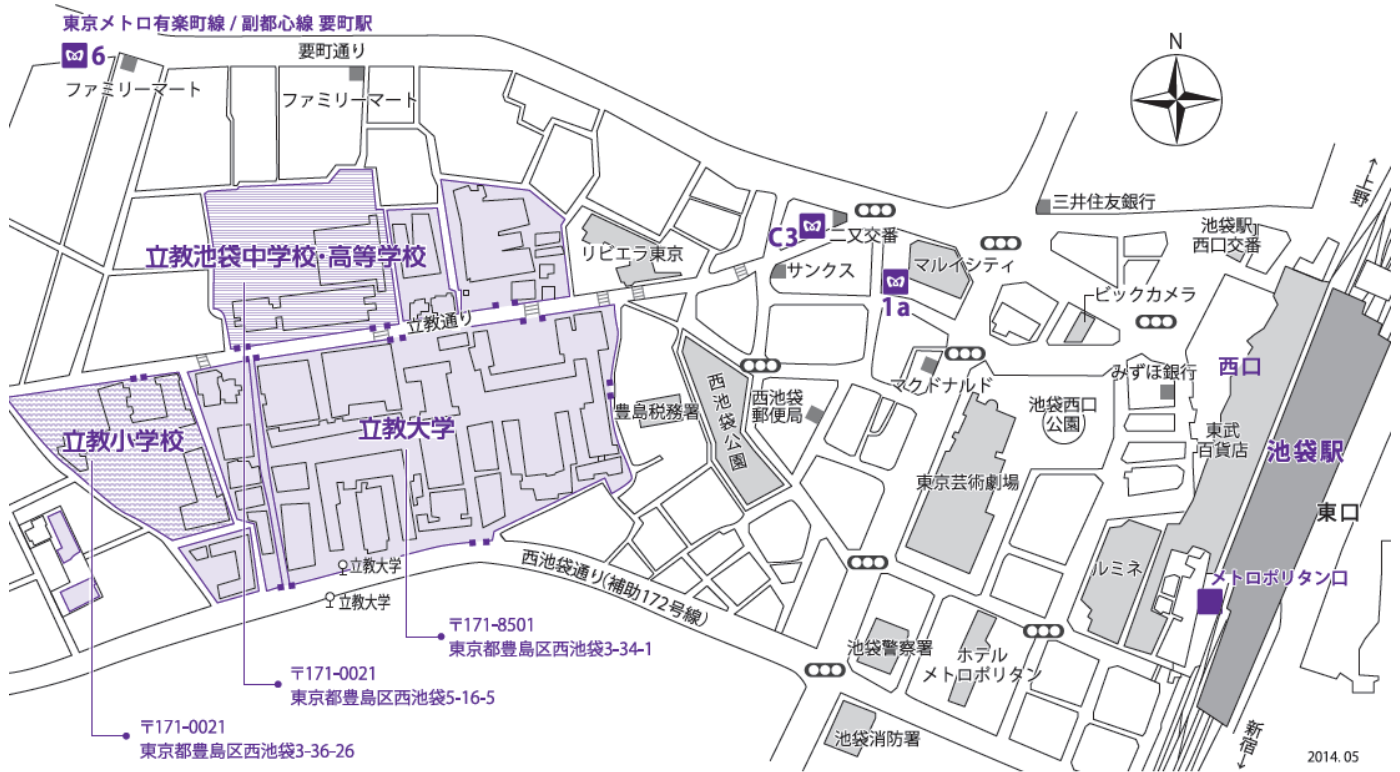 東京メトロ有楽町線 / 副都心線 要町駅
6
要町通り
ファミリーマート
ファミリーマート
N
←上野
三井住友銀行
池袋駅
西口交番
C3
二又交番
リビエラ東京
サンクス
マルイシティ
1a
ビックカメラ
立教池袋中学校・高等学校
立教通り
西口
みずほ銀行
マクドナルド
池袋西口
公園
西池袋公園
西池袋
郵便局
豊島税務署
立教大学
立教小学校
東武
百貨店
池袋駅
東京芸術劇場
東口
ルミネ
メトロポリタン口
立教大学
立教大学
西池袋通り(補助172号線)
〒171-8501
東京都豊島区西池袋3-34-1
池袋警察署
ホテル
メトロポリタン
〒171-0021
東京都豊島区西池袋5-16-5
〒171-0021
東京都豊島区西池袋3-36-26
池袋消防署
新宿→
2014.05